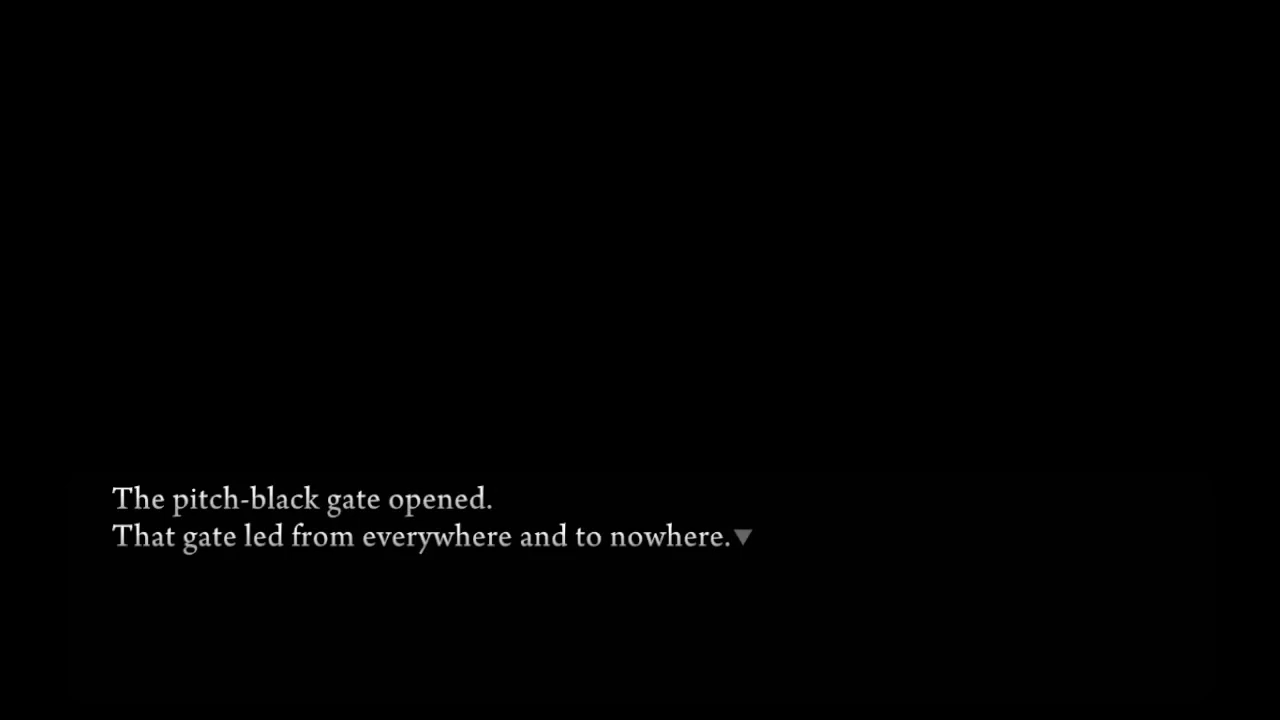 The pitch-black gate opened.
That gate led from everywhere and to nowhere.